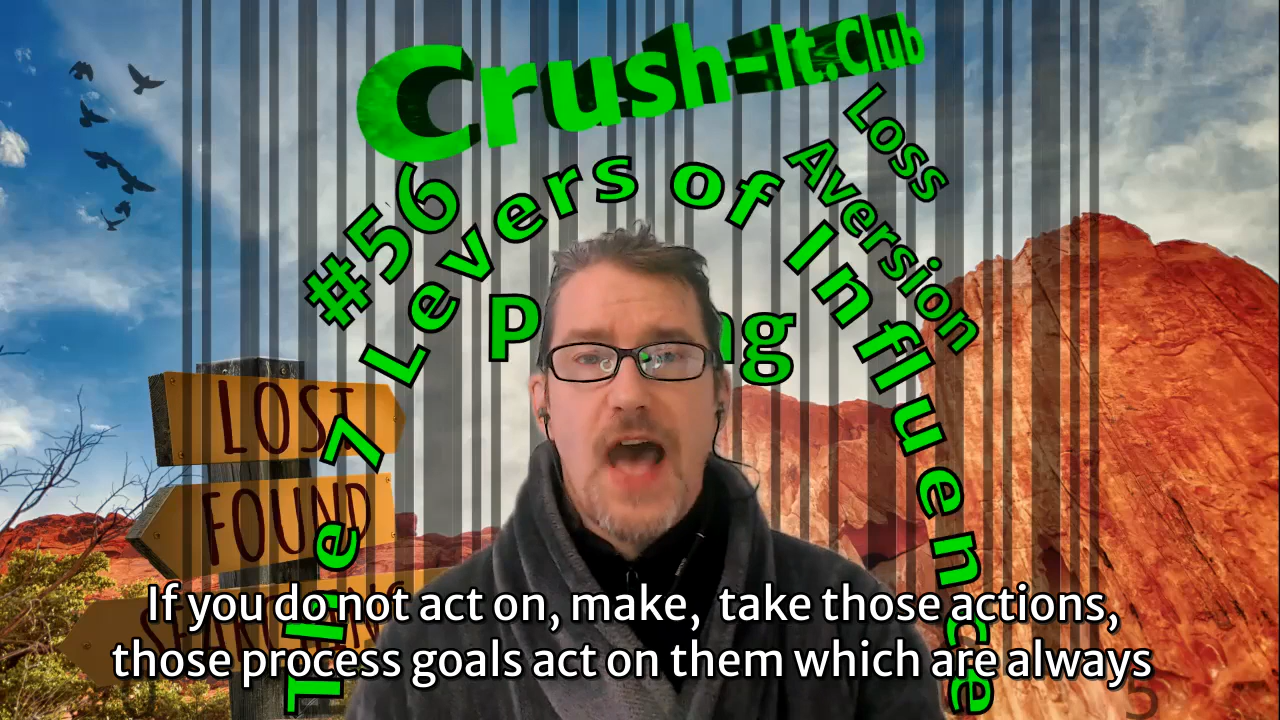 Crush-It.Club
#56
The 7 Levers of Influence
Loss
Aversion
LOST
FOUND
If you do not act on, make, take those actions,
those process goals act on them which are always
5